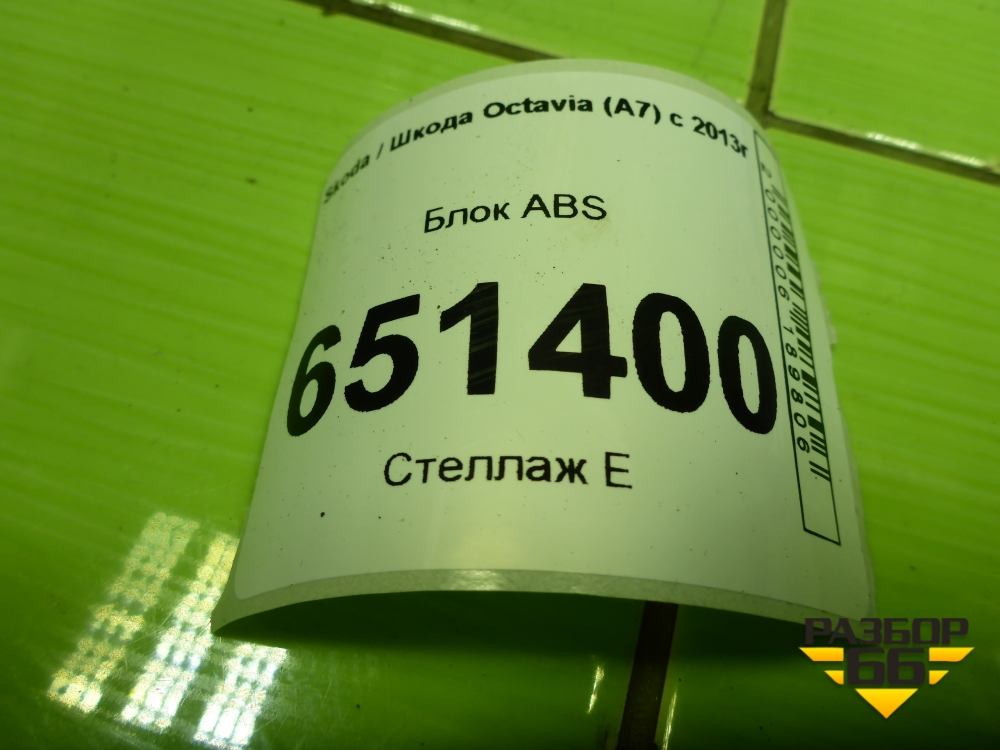 Skoda / Шкода Octavia (A7) с 2013г
Блок ABS
651400
Стеллаж Е
2000006189806
РАЗБОР
66